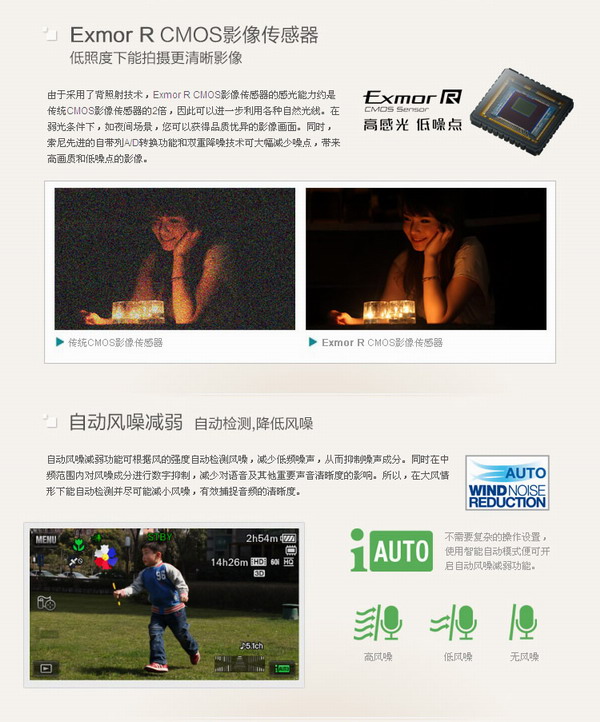 Exmor R CMOS影像传感器
低照度下能拍摄更清晰影像
由于采用了背照射技术，Exmor R CMOS影像传感器的感光能力约是
传统CMOS影像传感器的2倍，因此可以进一步利用各种自然光线。在
弱光条件下，如夜间场景，您可以获得品质优异的影像画面。同时，
索尼先进的自带列A/D转换功能和双重降噪技术可大幅减少噪点，带来
高画质和低噪点的影像。
Exmor R
CMOS Sensor
高感光 低噪点
传统CMOS影像传感器
Exmor R CMOS影像传感器
自动风噪减弱 自动检测,降低风噪
自动风噪减弱功能可根据风的强度自动检测风噪，减少低频噪声，从而抑制噪声成分。同时在中
频范围内对风噪成分进行数字抑制，减少对语音及其他重要声音清晰度的影响。所以，在大风情
形下能自动检测并尽可能减小风噪，有效捕捉音频的清晰度。
AUTO
WIND NOISE
REDUCTION
MENU
STBY
2h54m
14h26m HD 60i HQ
3D
♪5.1ch
iAUTO
iAUTO
不需要复杂的操作设置，
使用智能自动模式便可开
启自动风噪减弱功能。
高风噪
低风噪
无风噪